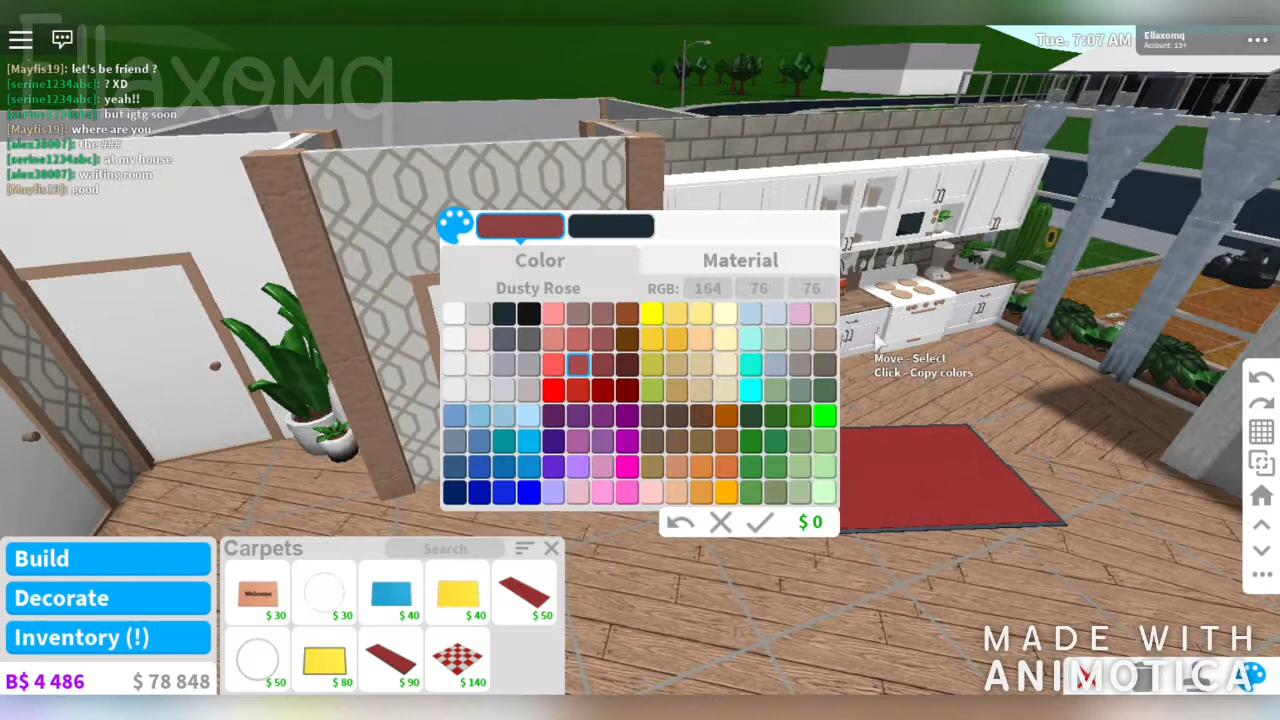 Ellaxomq
Tue. 7:07 AM
Ellaxomq
Account: 13+
[Mayfis19]: let's be friend ?
[serine1234abc]: ? XD
[serine1234abc]: yeah!!
[serine1234abc]: but igtg soon
[Mayfis19]: where are you
[alex38007]: the ###
[serine1234abc]: at my house
[alex38007]: waiting room
[Mayfis19]: good
Color
Material
Dusty Rose
RGB: 164 76 76
Move - Select
Click - Copy colors
$ 0
Build
Decorate
Inventory (!)
B$ 4 486
$ 78 848
Carpets
Search
Welcome
$ 30
$ 30
$ 40
$ 40
$ 50
$ 50
$ 80
$ 90
$ 140
MADE WITH
ANIMOTICA